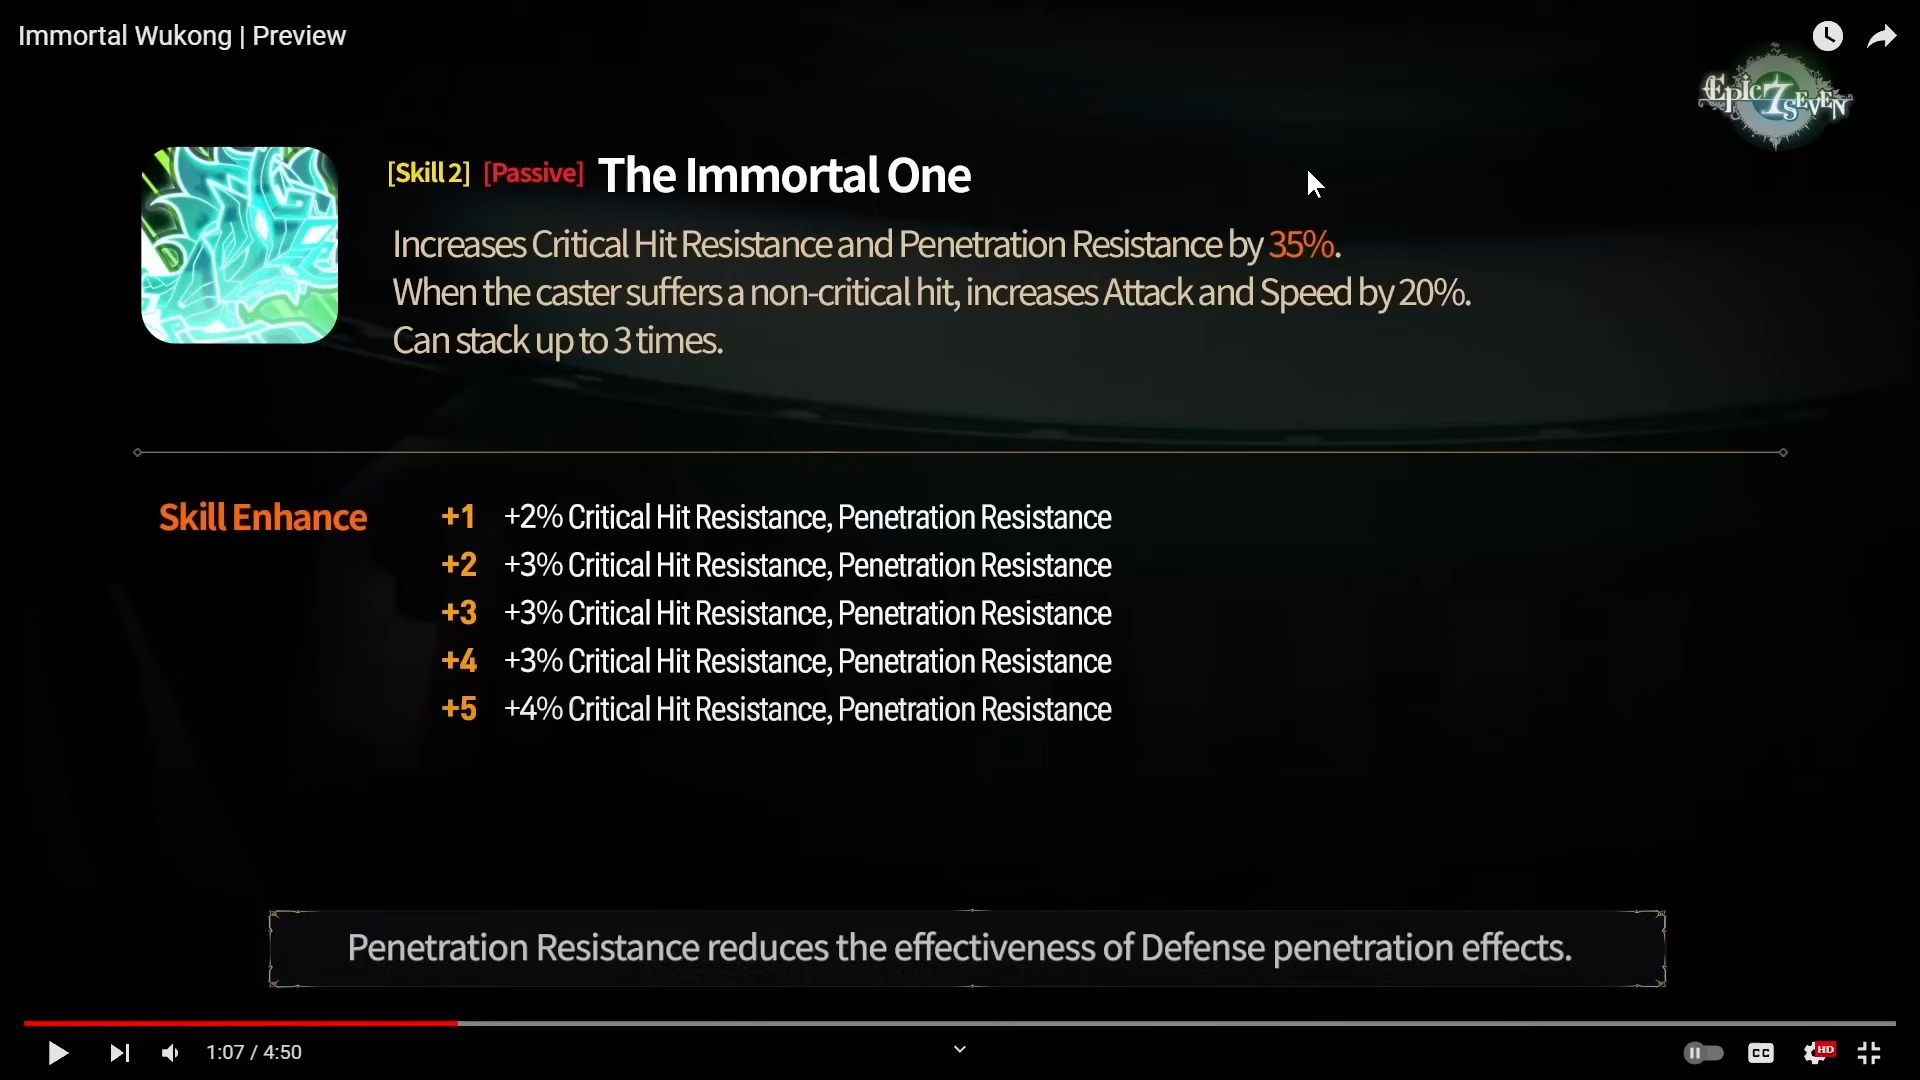 Immortal Wukong | Preview
Epic Seven
[Skill 2] [Passive] The Immortal One
Increases Critical Hit Resistance and Penetration Resistance by 35%.
When the caster suffers a non-critical hit, increases Attack and Speed by 20%.
Can stack up to 3 times.
Skill Enhance
+1 +2% Critical Hit Resistance, Penetration Resistance
+2 +3% Critical Hit Resistance, Penetration Resistance
+3 +3% Critical Hit Resistance, Penetration Resistance
+4 +3% Critical Hit Resistance, Penetration Resistance
+5 +4% Critical Hit Resistance, Penetration Resistance
Penetration Resistance reduces the effectiveness of Defense penetration effects.
1:07 / 4:50
CC
HD